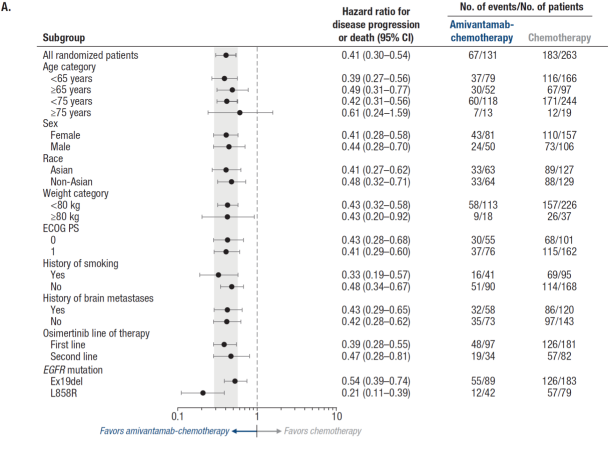 A.
Subgroup
Hazard ratio for
disease progression
or death (95% CI)
No. of events/No. of patients
Amivantamab-
chemotherapy
Chemotherapy
All randomized patients 0.41 (0.30–0.54) 67/131 183/263
Age category
<65 years 0.39 (0.27–0.56) 37/79 116/166
≥65 years 0.49 (0.31–0.77) 30/52 67/97
<75 years 0.42 (0.31–0.56) 60/118 171/244
≥75 years 0.61 (0.24–1.59) 7/13 12/19
Sex
Female 0.41 (0.28–0.58) 43/81 110/157
Male 0.44 (0.28–0.70) 24/50 73/106
Race
Asian 0.41 (0.27–0.62) 33/63 89/127
Non-Asian 0.48 (0.32–0.71) 33/64 88/129
Weight category
<80 kg 0.43 (0.32–0.58) 58/113 157/226
≥80 kg 0.43 (0.20–0.92) 9/18 26/37
ECOG PS
0 0.43 (0.28–0.68) 30/55 68/101
1 0.41 (0.29–0.60) 37/76 115/162
History of smoking
Yes 0.33 (0.19–0.57) 16/41 69/95
No 0.48 (0.34–0.67) 51/90 114/168
History of brain metastases
Yes 0.43 (0.29–0.65) 32/58 86/120
No 0.42 (0.28–0.62) 35/73 97/143
Osimertinib line of therapy
First line 0.39 (0.28–0.55) 48/97 126/181
Second line 0.47 (0.28–0.81) 19/34 57/82
EGFR mutation
Ex19del 0.54 (0.39–0.74) 55/89 126/183
L858R 0.21 (0.11–0.39) 12/42 57/79
0.1 1 10
Favors amivantamab-chemotherapy Favors chemotherapy